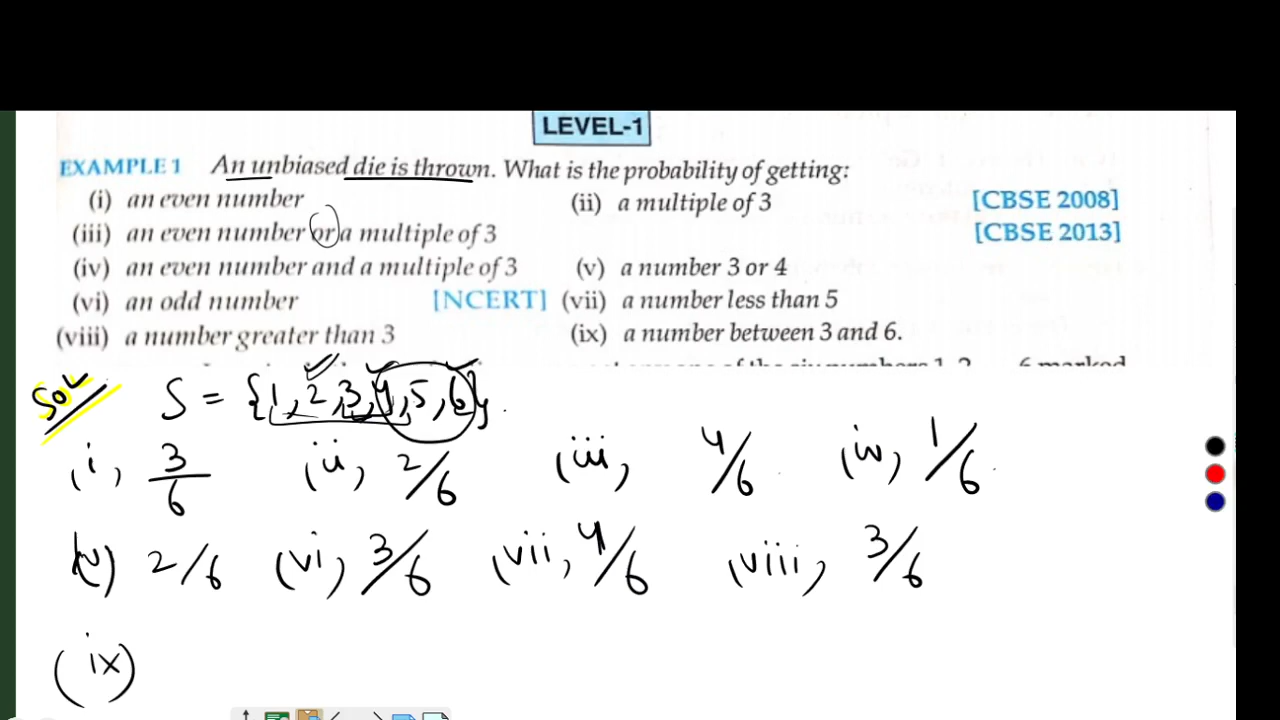 LEVEL-1
EXAMPLE 1 An unbiased die is thrown. What is the probability of getting:
(i) an even number (ii) a multiple of 3 [CBSE 2008]
(iii) an even number or a multiple of 3 [CBSE 2013]
(iv) an even number and a multiple of 3 (v) a number 3 or 4
(vi) an odd number [NCERT] (vii) a number less than 5
(viii) a number greater than 3 (ix) a number between 3 and 6.
Sol S = {1, 2, 3, 4, 5, 6}.
(i) 3/6 (ii) 2/6 (iii) 4/6 (iv) 1/6
(v) 2/6 (vi) 3/6 (vii) 4/6 (viii) 3/6
(ix)